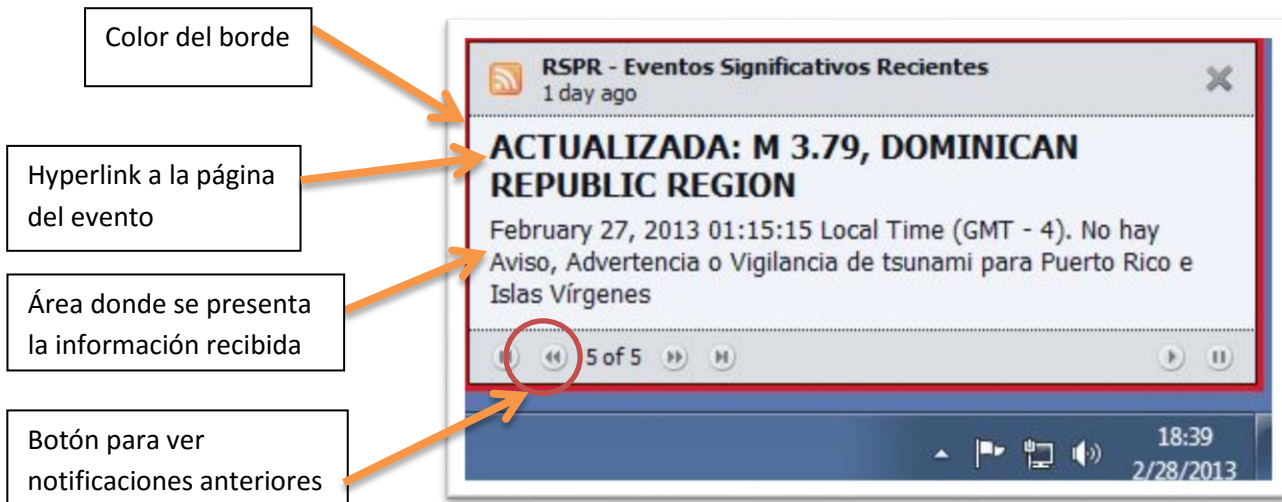 Color del borde
Hyperlink a la página
del evento
Área donde se presenta
la información recibida
Botón para ver
notificaciones anteriores
RSPR - Eventos Significativos Recientes
1 day ago
ACTUALIZADA: M 3.79, DOMINICAN
REPUBLIC REGION
February 27, 2013 01:15:15 Local Time (GMT - 4). No hay
Aviso, Advertencia o Vigilancia de tsunami para Puerto Rico e
Islas Vírgenes
5 of 5
18:39
2/28/2013